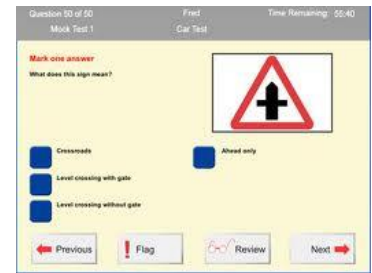 Question 50 of 50 Fred Time Remaining: 55:40
Mock Test 1 Car Test
Mark one answer
What does this sign mean?
Crossroads Ahead only
Level crossing with gate
Level crossing without gate
Previous Flag Review Next